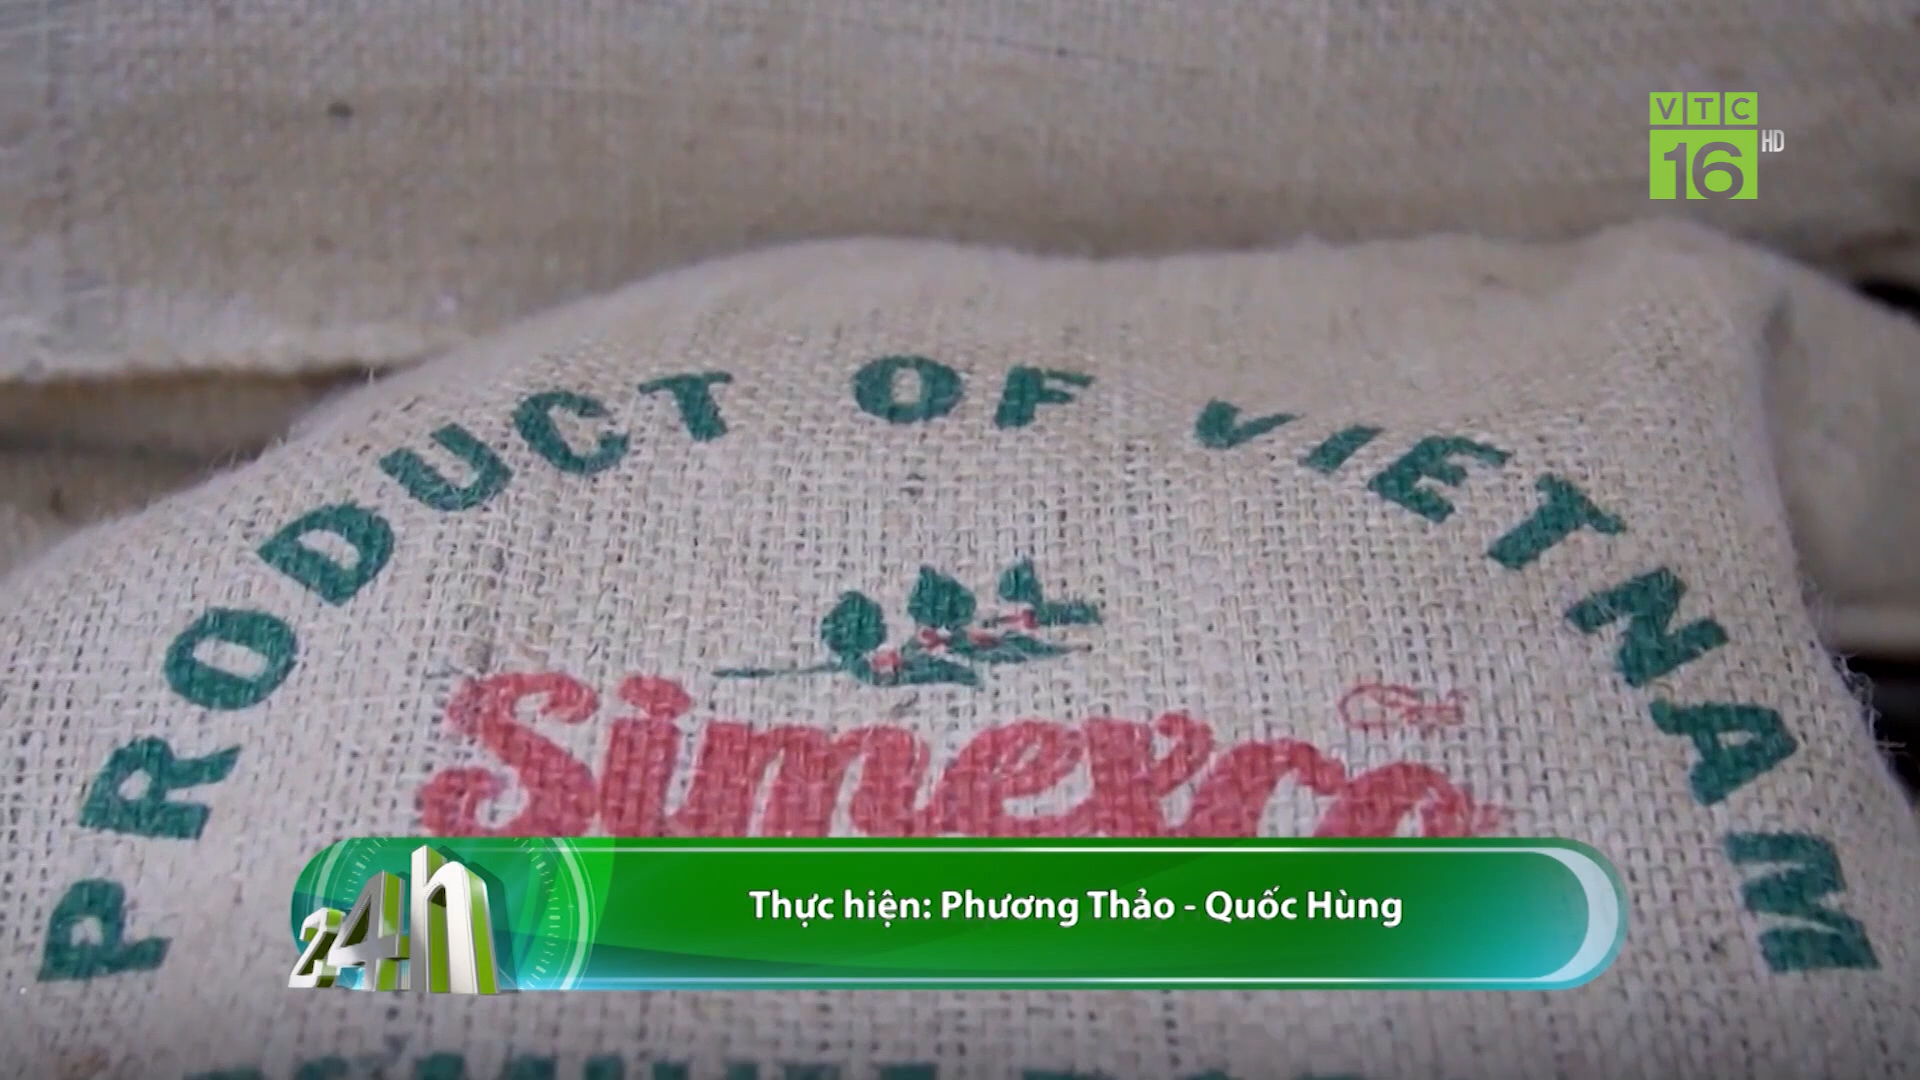 VTC
16 HD
PRODUCT OF VIETNAM
Simexco
24h
Thực hiện: Phương Thảo - Quốc Hùng